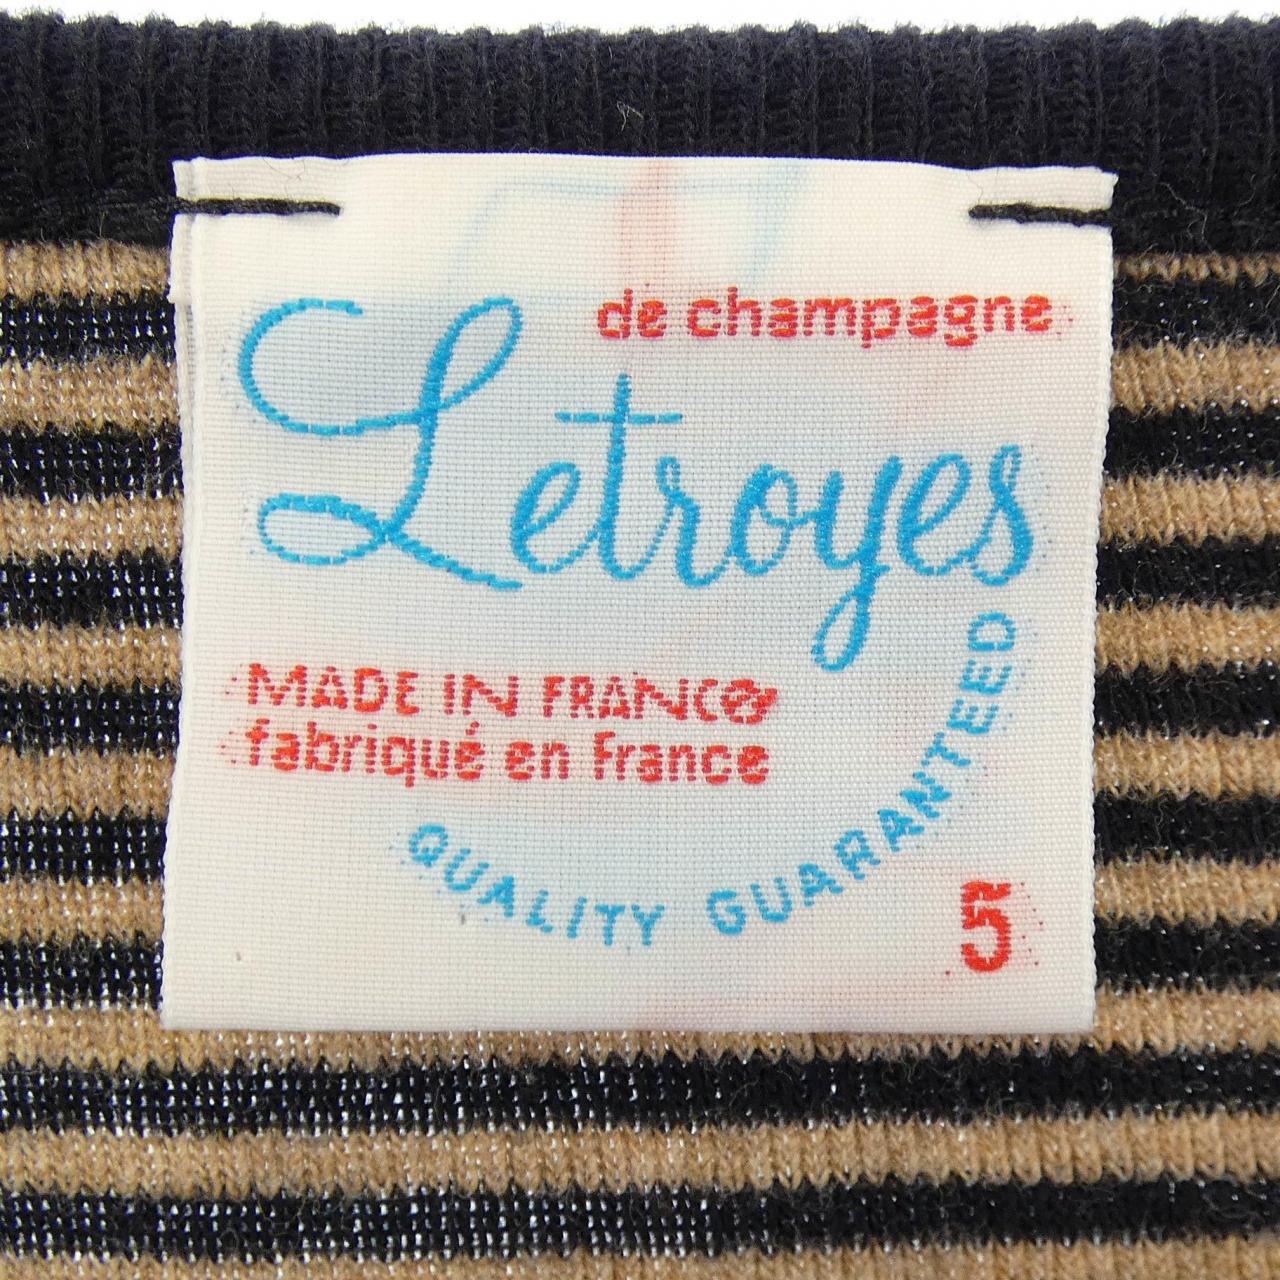 de champagne
Letroyes
MADE IN FRANCE
fabriqué en France
QUALITY GUARANTEED
5